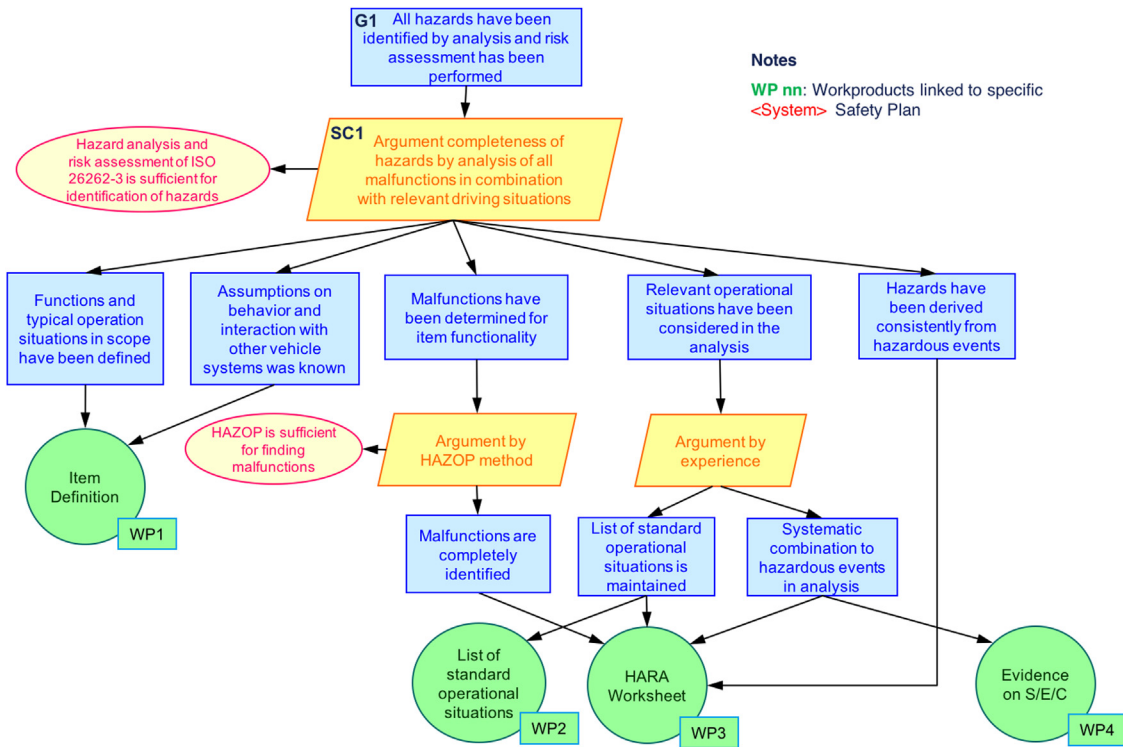 G1 All hazards have been
identified by analysis and risk
assessment has been
performed
Notes
WP nn: Workproducts linked to specific
<System> Safety Plan
SC1
Argument completeness of
hazards by analysis of all
malfunctions in combination
with relevant driving situations
Hazard analysis and
risk assessment of ISO
26262-3 is sufficient for
identification of hazards
Functions and
typical operation
situations in scope
have been defined
Assumptions on
behavior and
interaction with
other vehicle
systems was known
Malfunctions have
been determined for
item functionality
Relevant operational
situations have been
considered in the
analysis
Hazards have
been derived
consistently from
hazardous events
Item
Definition
WP1
HAZOP is sufficient
for finding
malfunctions
Argument by
HAZOP method
Argument by
experience
Malfunctions are
completely
identified
List of standard
operational
situations is
maintained
Systematic
combination to
hazardous events
in analysis
List of
standard
operational
situations
WP2
HARA
Worksheet
WP3
Evidence
on S/E/C
WP4